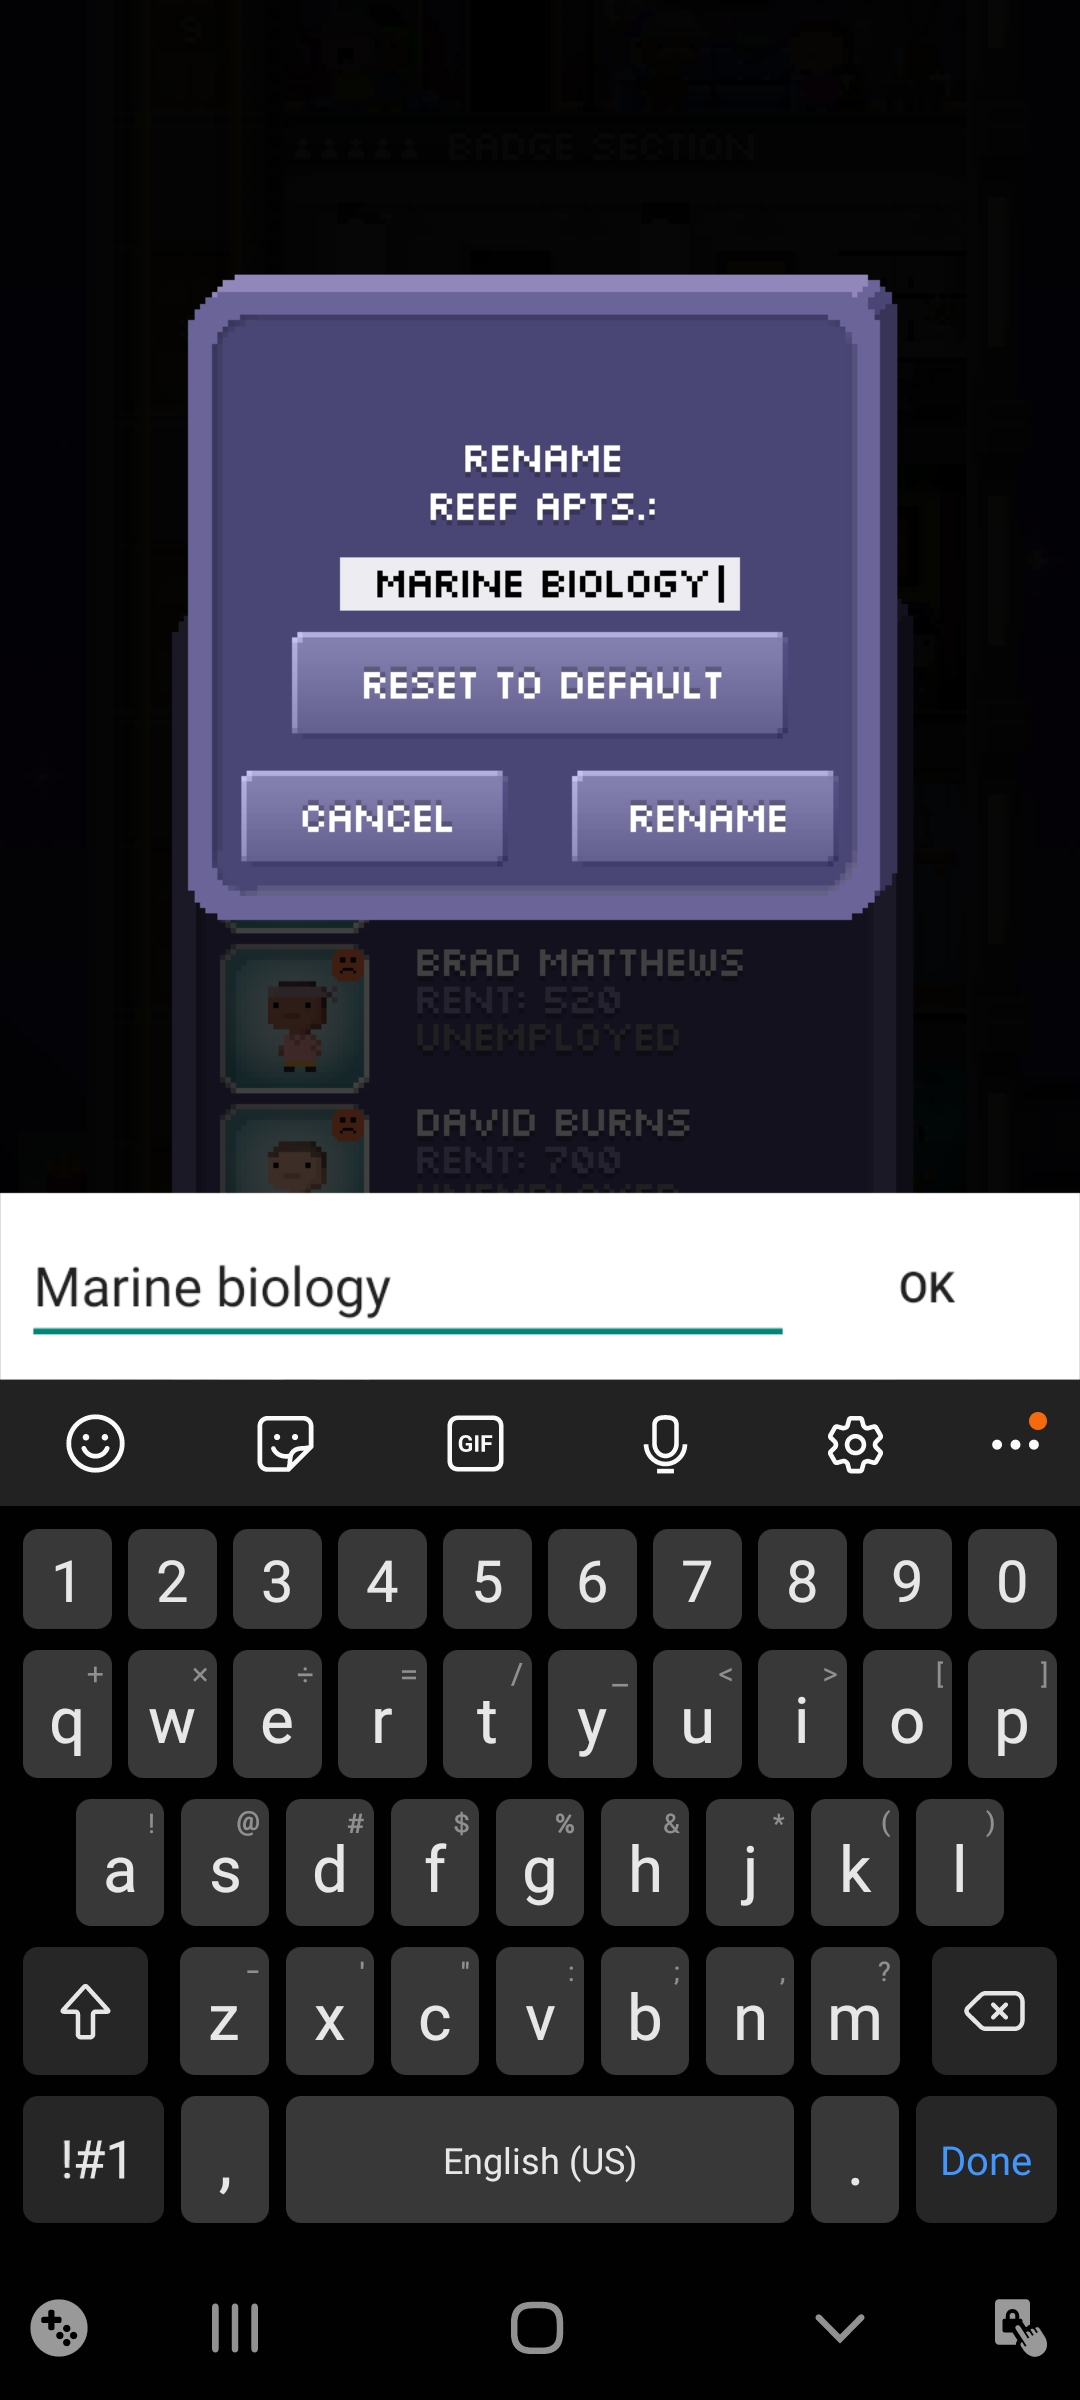 9
BADGE SECTION
RENAME
REEF APTS.:
MARINE BIOLOGY
RESET TO DEFAULT
CANCEL
RENAME
BRAD MATTHEWS
RENT: 520
UNEMPLOYED
DAVID BURNS
RENT: 700
UNEMPLOYED
Marine biology
OK
GIF
1 2 3 4 5 6 7 8 9 0
+ × ÷ = / _ < > [ ]
q w e r t y u i o p
! @ # $ % & * ( )
a s d f g h j k l
- ' " : ; , ?
z x c v b n m
!#1 , English (US) . Done